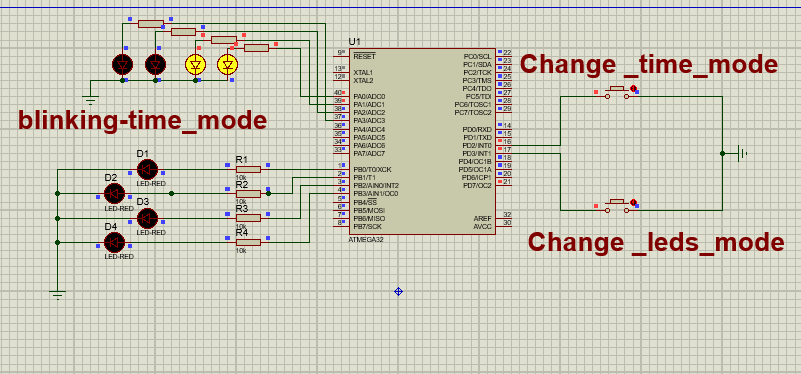 U1
9 RESET
13 XTAL1
12 XTAL2
40 PA0/ADC0
39 PA1/ADC1
38 PA2/ADC2
37 PA3/ADC3
36 PA4/ADC4
35 PA5/ADC5
34 PA6/ADC6
33 PA7/ADC7
1 PB0/T0/XCK
2 PB1/T1
3 PB2/AIN0/INT2
4 PB3/AIN1/OC0
5 PB4/SS
6 PB5/MOSI
7 PB6/MISO
8 PB7/SCK
PC0/SCL 22
PC1/SDA 23
PC2/TCK 24
PC3/TMS 25
PC4/TDO 26
PC5/TDI 27
PC6/TOSC1 28
PC7/TOSC2 29
PD0/RXD 14
PD1/TXD 15
PD2/INT0 16
PD3/INT1 17
PD4/OC1B 18
PD5/OC1A 19
PD6/ICP1 20
PD7/OC2 21
AREF 32
AVCC 30
ATMEGA32
Change _time_mode
blinking-time_mode
D1
LED-RED
R1
10k
D2
LED-RED
R2
D3
LED-RED
R3
D4
LED-RED
R4
10k
Change _leds_mode